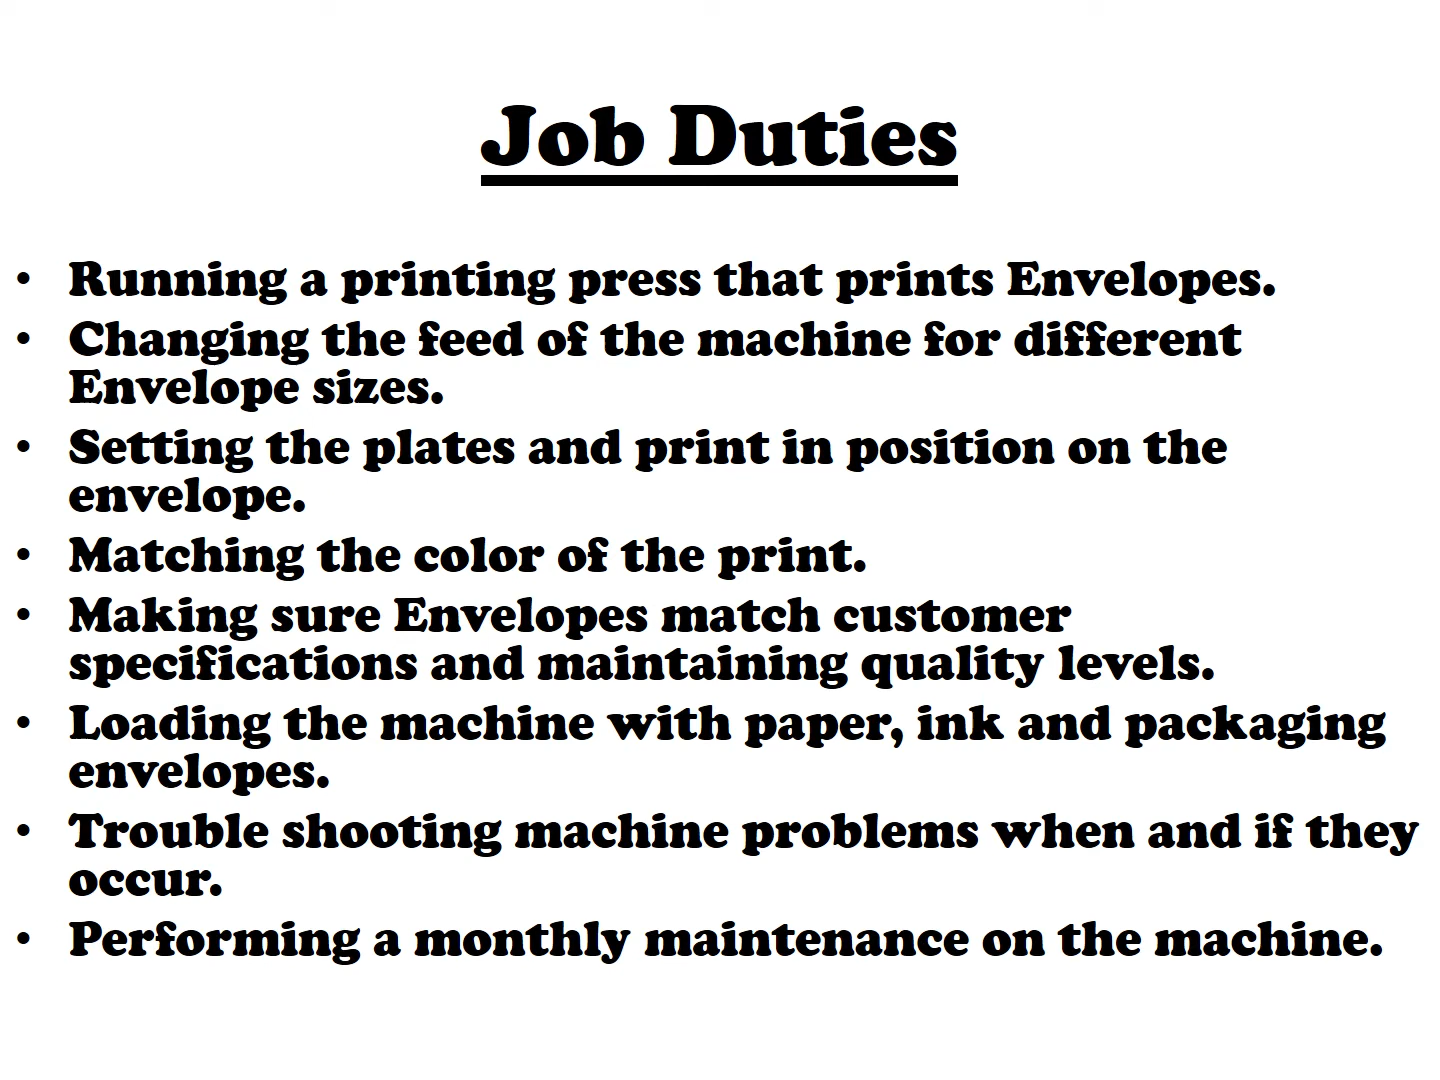 Job Duties
• Running a printing press that prints Envelopes.
• Changing the feed of the machine for different
Envelope sizes.
• Setting the plates and print in position on the
envelope.
• Matching the color of the print.
• Making sure Envelopes match customer
specifications and maintaining quality levels.
• Loading the machine with paper, ink and packaging
envelopes.
• Trouble shooting machine problems when and if they
occur.
• Performing a monthly maintenance on the machine.